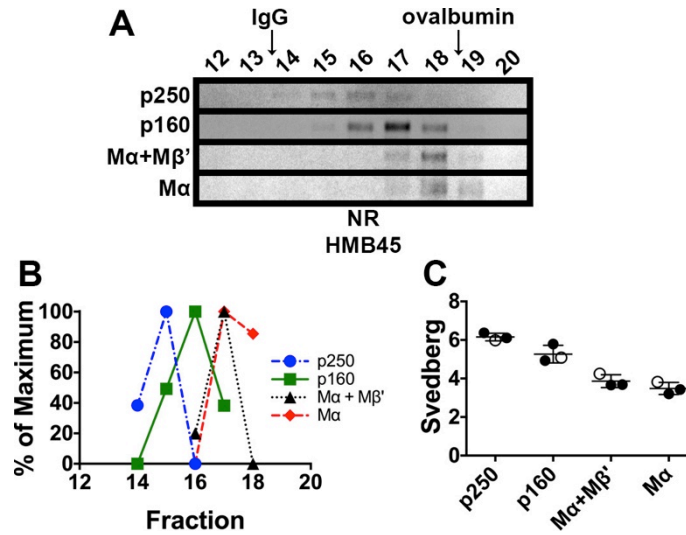 A
IgG
ovalbumin
12 13 14 15 16 17 18 19 20
p250
p160
Mα+Mβ'
Mα
NR
HMB45
B
% of Maximum
100
80
60
40
20
0
12 14 16 18 20
Fraction
p250
p160
Mα + Mβ'
Mα
C
Svedberg
8
6
4
2
0
p250 p160 Mα+Mβ' Mα